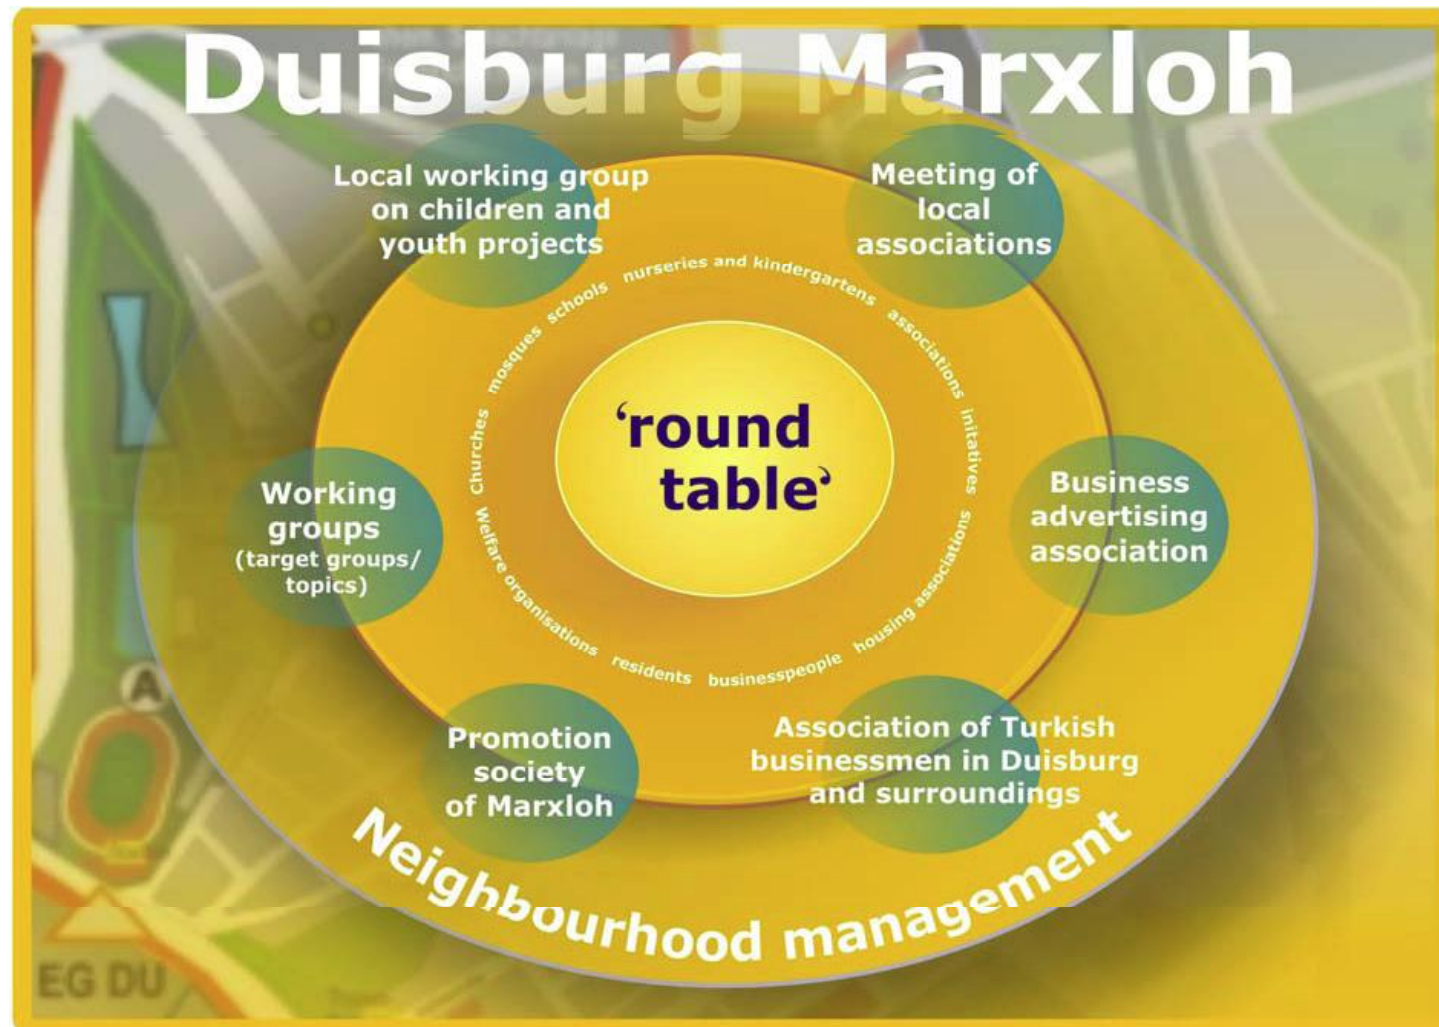 Duisburg Marxloh
Local working group
on children and
youth projects
Meeting of
local
associations
Churches mosques schools nurseries and kindergartens associations initatives
Welfare organisations residents businesspeople housing associations
‘round
table’
Working
groups
(target groups/
topics)
Business
advertising
association
Promotion
society
of Marxloh
Association of Turkish
businessmen in Duisburg
and surroundings
Neighbourhood management
A
EG DU